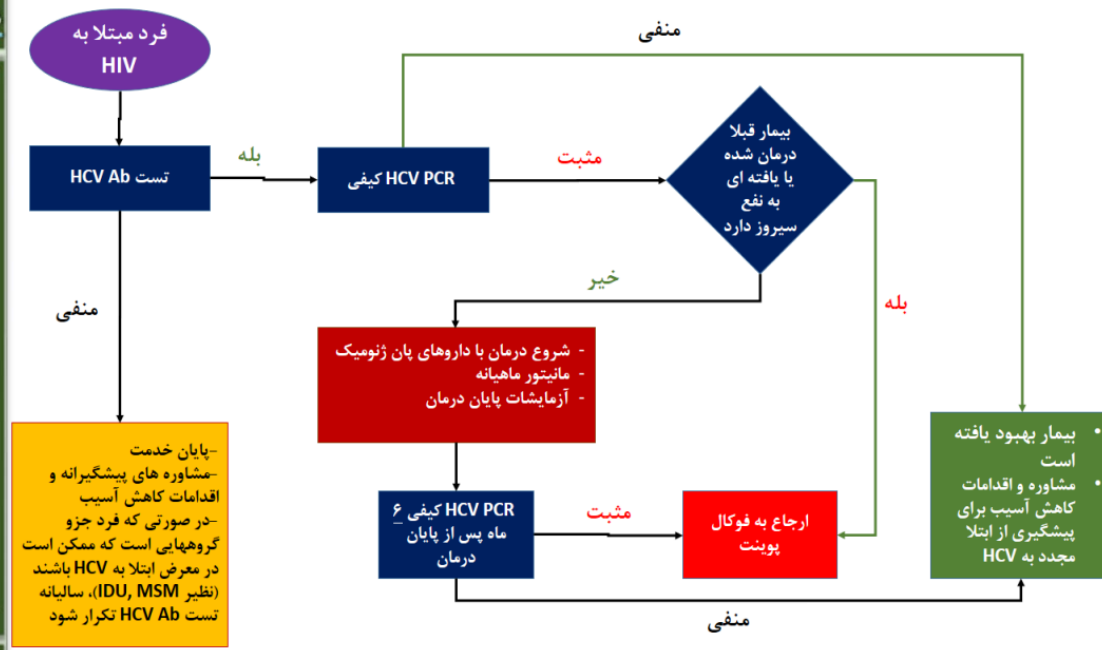 فرد مبتلا به
HIV
تست HCV Ab
بله
HCV PCR کیفی
منفی
مثبت
بیمار قبلا
درمان شده
یا یافته ای
به نفع
سیروز دارد
خیر
بله
منفی
- شروع درمان با داروهای پان ژنومیک
- مانیتور ماهیانه
- آزمایشات پایان درمان
HCV PCR کیفی ۶
ماه پس از پایان
درمان
مثبت
ارجاع به فوکال
پوینت
منفی
• بیمار بهبود یافته
است
• مشاوره و اقدامات
کاهش آسیب برای
پیشگیری از ابتلا
مجدد به HCV
-پایان خدمت
-مشاوره های پیشگیرانه و
اقدامات کاهش آسیب
-در صورتی که فرد جزو
گروههایی است که ممکن است
در معرض ابتلا به HCV باشند
(نظیر IDU, MSM)، سالیانه
تست HCV Ab تکرار شود